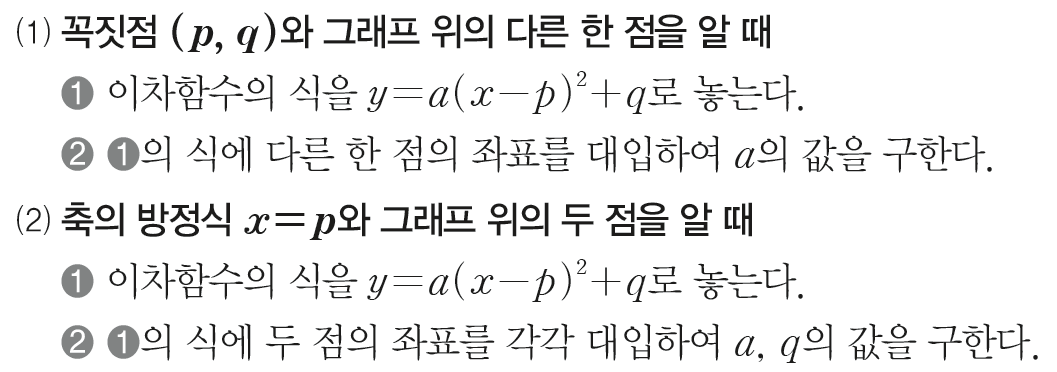 (1) 꼭짓점 (p, q)와 그래프 위의 다른 한 점을 알 때
❶ 이차함수의 식을 y=a(x-p)²+q로 놓는다.
❷ ❶의 식에 다른 한 점의 좌표를 대입하여 a의 값을 구한다.
(2) 축의 방정식 x=p와 그래프 위의 두 점을 알 때
❶ 이차함수의 식을 y=a(x-p)²+q로 놓는다.
❷ ❶의 식에 두 점의 좌표를 각각 대입하여 a, q의 값을 구한다.